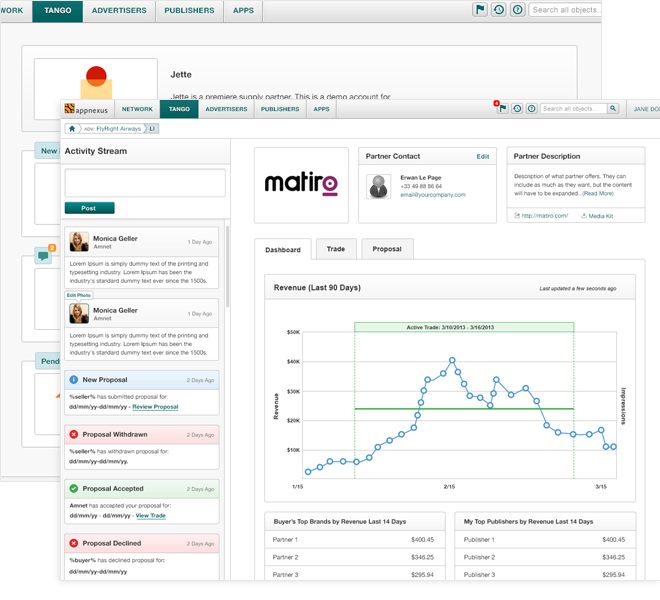 WORK TANGO ADVERTISERS PUBLISHERS APPS Search all objects..
Jette
Jette is a premiere supply partner. This is a demo account for
New
2
Pend
appnexus NETWORK TANGO ADVERTISERS PUBLISHERS APPS 4 Search all objects... JANE DO
ADV: FlyRight Airways LI
Activity Stream
Post
Monica Geller 1 Day Ago
Amnet
Lorem Ipsum is simply dummy text of the printing and
typesetting industry. Lorem Ipsum has been the
industry's standard dummy text ever since the 1500s.
Edit Photo
Monica Geller 1 Day Ago
Amnet
Lorem Ipsum is simply dummy text of the printing and
typesetting industry. Lorem Ipsum has been the
industry's standard dummy text ever since the 1500s.
New Proposal 2 Days Ago
%seller% has submitted proposal for:
dd/mm/yy-dd/mm/yy - Review Proposal
Proposal Withdrawn 2 Days Ago
%seller% has withdrawn proposal for:
dd/mm/yy-dd/mm/yy.
Proposal Accepted 2 Days Ago
Amnet has accepted your proposal for:
dd/mm/yy - dd/mm/yy - View Trade
Proposal Declined 2 Days Ago
%buyer% has declined proposal for:
dd/mm/yy-dd/mm/yy
matiro
Partner Contact Edit
Erwan Le Page
+33 49 88 86 64
email@yourcompany.com
Partner Description
Description of what partner offers. They can
include as much as they want, but the content
will have to be expanded...(Read More)
http://matiro.com/ Media Kit
Dashboard Trade Proposal
Revenue (Last 90 Days) Last updated a few seconds ago
Active Trade: 3/10/2013 - 3/16/2013
$50K
$40K
$30K
$20K
$10K
Revenue
Impressions
1/15 2/15 3/15
Buyer's Top Brands by Revenue Last 14 Days
Partner 1 $400.45
Partner 2 $346.25
Partner 3 $295.94
My Top Publishers by Revenue Last 14 Days
Publisher 1 $400.45
Publisher 2 $346.25
Publisher 3 $295.94